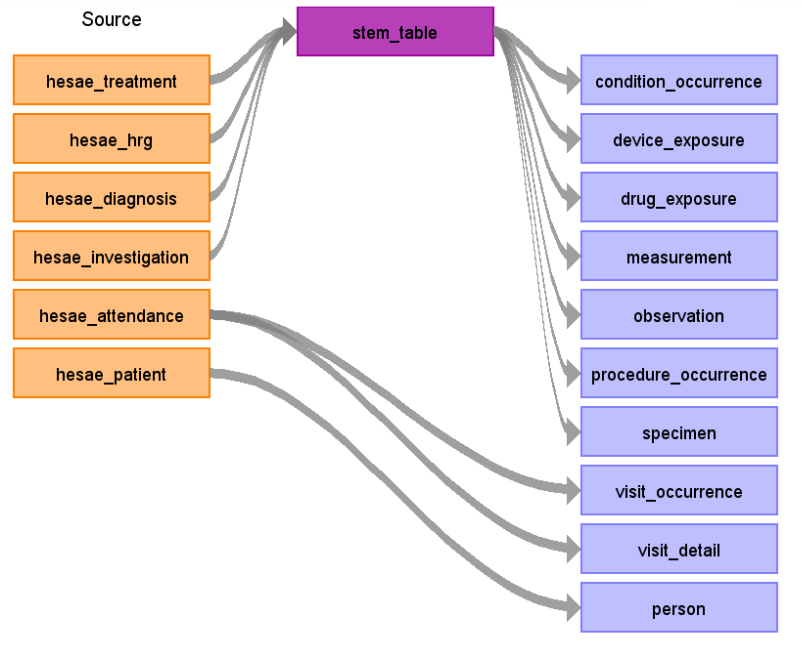 Source
stem_table
hesae_treatment
hesae_hrg
hesae_diagnosis
hesae_investigation
hesae_attendance
hesae_patient
condition_occurrence
device_exposure
drug_exposure
measurement
observation
procedure_occurrence
specimen
visit_occurrence
visit_detail
person